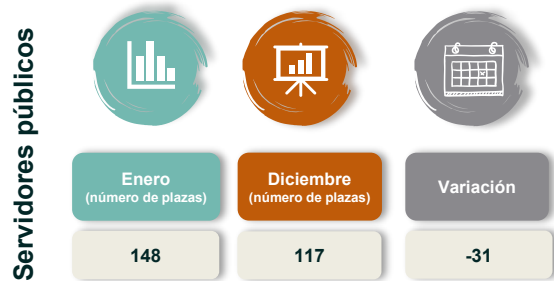 Servidores públicos
Enero
(número de plazas)
Diciembre
(número de plazas)
Variación
148
117
-31